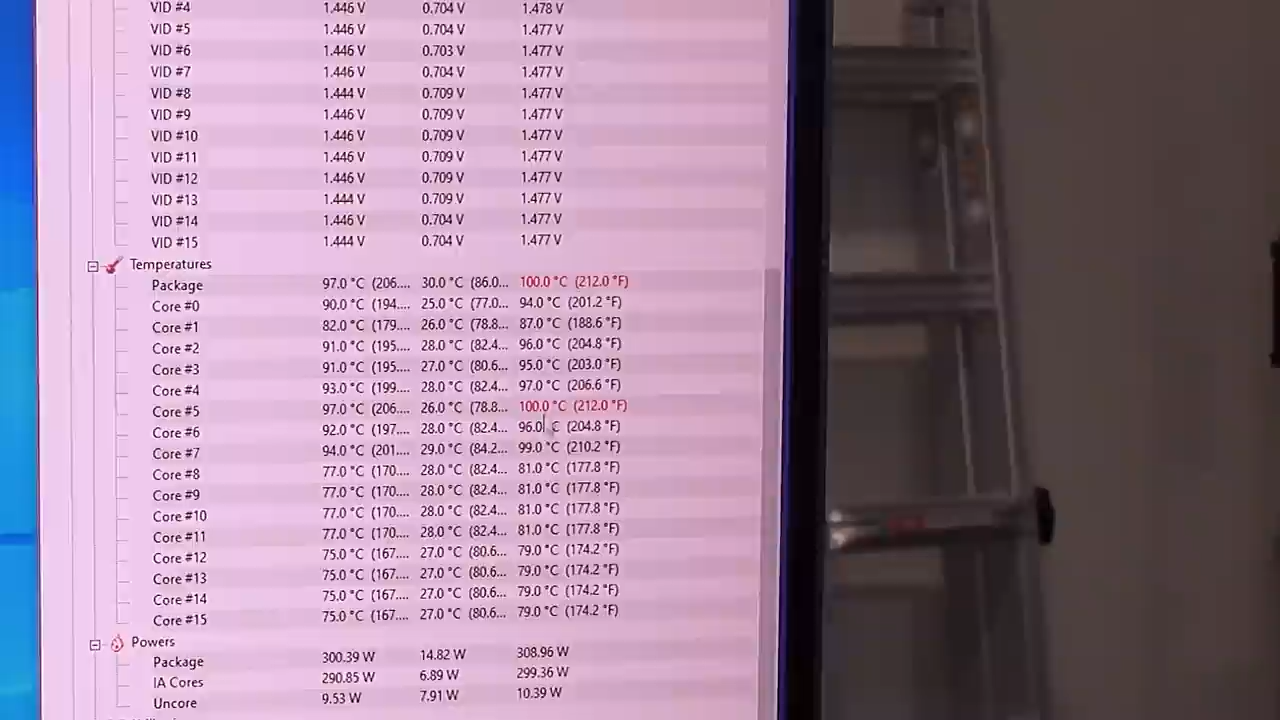 VID #4 1.446 V 0.704 V 1.478 V
VID #5 1.446 V 0.704 V 1.477 V
VID #6 1.446 V 0.703 V 1.477 V
VID #7 1.446 V 0.704 V 1.477 V
VID #8 1.444 V 0.709 V 1.477 V
VID #9 1.446 V 0.709 V 1.477 V
VID #10 1.446 V 0.709 V 1.477 V
VID #11 1.446 V 0.709 V 1.477 V
VID #12 1.446 V 0.709 V 1.477 V
VID #13 1.444 V 0.709 V 1.477 V
VID #14 1.446 V 0.704 V 1.477 V
VID #15 1.444 V 0.704 V 1.477 V
Temperatures
Package 97.0 °C (206.... 30.0 °C (86.0... 100.0 °C (212.0 °F)
Core #0 90.0 °C (194.... 25.0 °C (77.0... 94.0 °C (201.2 °F)
Core #1 82.0 °C (179.... 26.0 °C (78.8... 87.0 °C (188.6 °F)
Core #2 91.0 °C (195.... 28.0 °C (82.4... 96.0 °C (204.8 °F)
Core #3 91.0 °C (195.... 27.0 °C (80.6... 95.0 °C (203.0 °F)
Core #4 93.0 °C (199.... 28.0 °C (82.4... 97.0 °C (206.6 °F)
Core #5 97.0 °C (206.... 26.0 °C (78.8... 100.0 °C (212.0 °F)
Core #6 92.0 °C (197.... 28.0 °C (82.4... 96.0 °C (204.8 °F)
Core #7 94.0 °C (201.... 29.0 °C (84.2... 99.0 °C (210.2 °F)
Core #8 77.0 °C (170.... 28.0 °C (82.4... 81.0 °C (177.8 °F)
Core #9 77.0 °C (170.... 28.0 °C (82.4... 81.0 °C (177.8 °F)
Core #10 77.0 °C (170.... 28.0 °C (82.4... 81.0 °C (177.8 °F)
Core #11 77.0 °C (170.... 28.0 °C (82.4... 81.0 °C (177.8 °F)
Core #12 75.0 °C (167.... 27.0 °C (80.6... 79.0 °C (174.2 °F)
Core #13 75.0 °C (167.... 27.0 °C (80.6... 79.0 °C (174.2 °F)
Core #14 75.0 °C (167.... 27.0 °C (80.6... 79.0 °C (174.2 °F)
Core #15 75.0 °C (167.... 27.0 °C (80.6... 79.0 °C (174.2 °F)
Powers
Package 300.39 W 14.82 W 308.96 W
IA Cores 290.85 W 6.89 W 299.36 W
Uncore 9.53 W 7.91 W 10.39 W